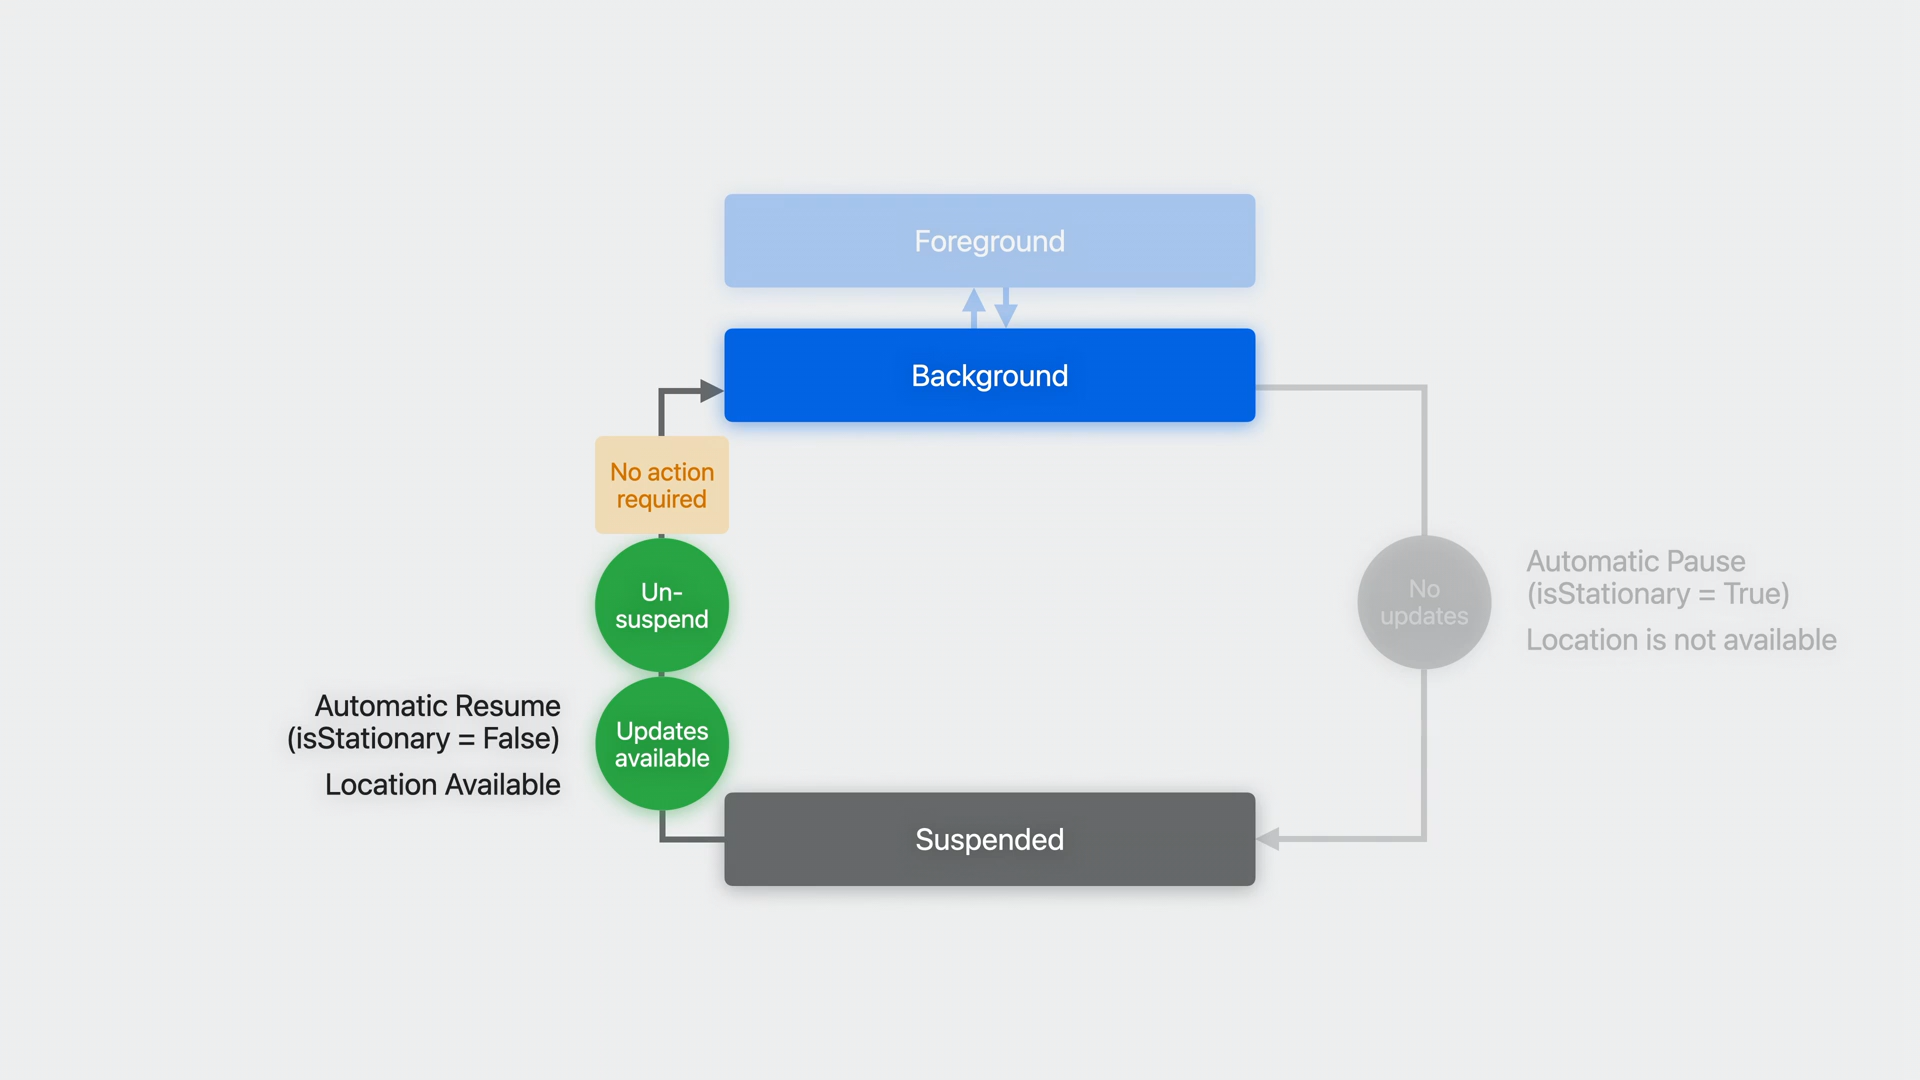 Foreground
Background
No action
required
Un-
suspend
Updates
available
Automatic Resume
(isStationary = False)
Location Available
Suspended
No
updates
Automatic Pause
(isStationary = True)
Location is not available